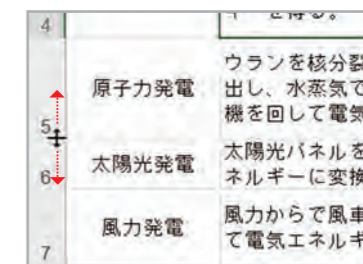 4
ギーを得る。
原子力発電
ウランを核分裂
出し、水蒸気で
機を回して電気
5
太陽光発電
太陽光パネルを
ネルギーに変換
6
風力発電
風力からで風車
て電気エネルギ
7